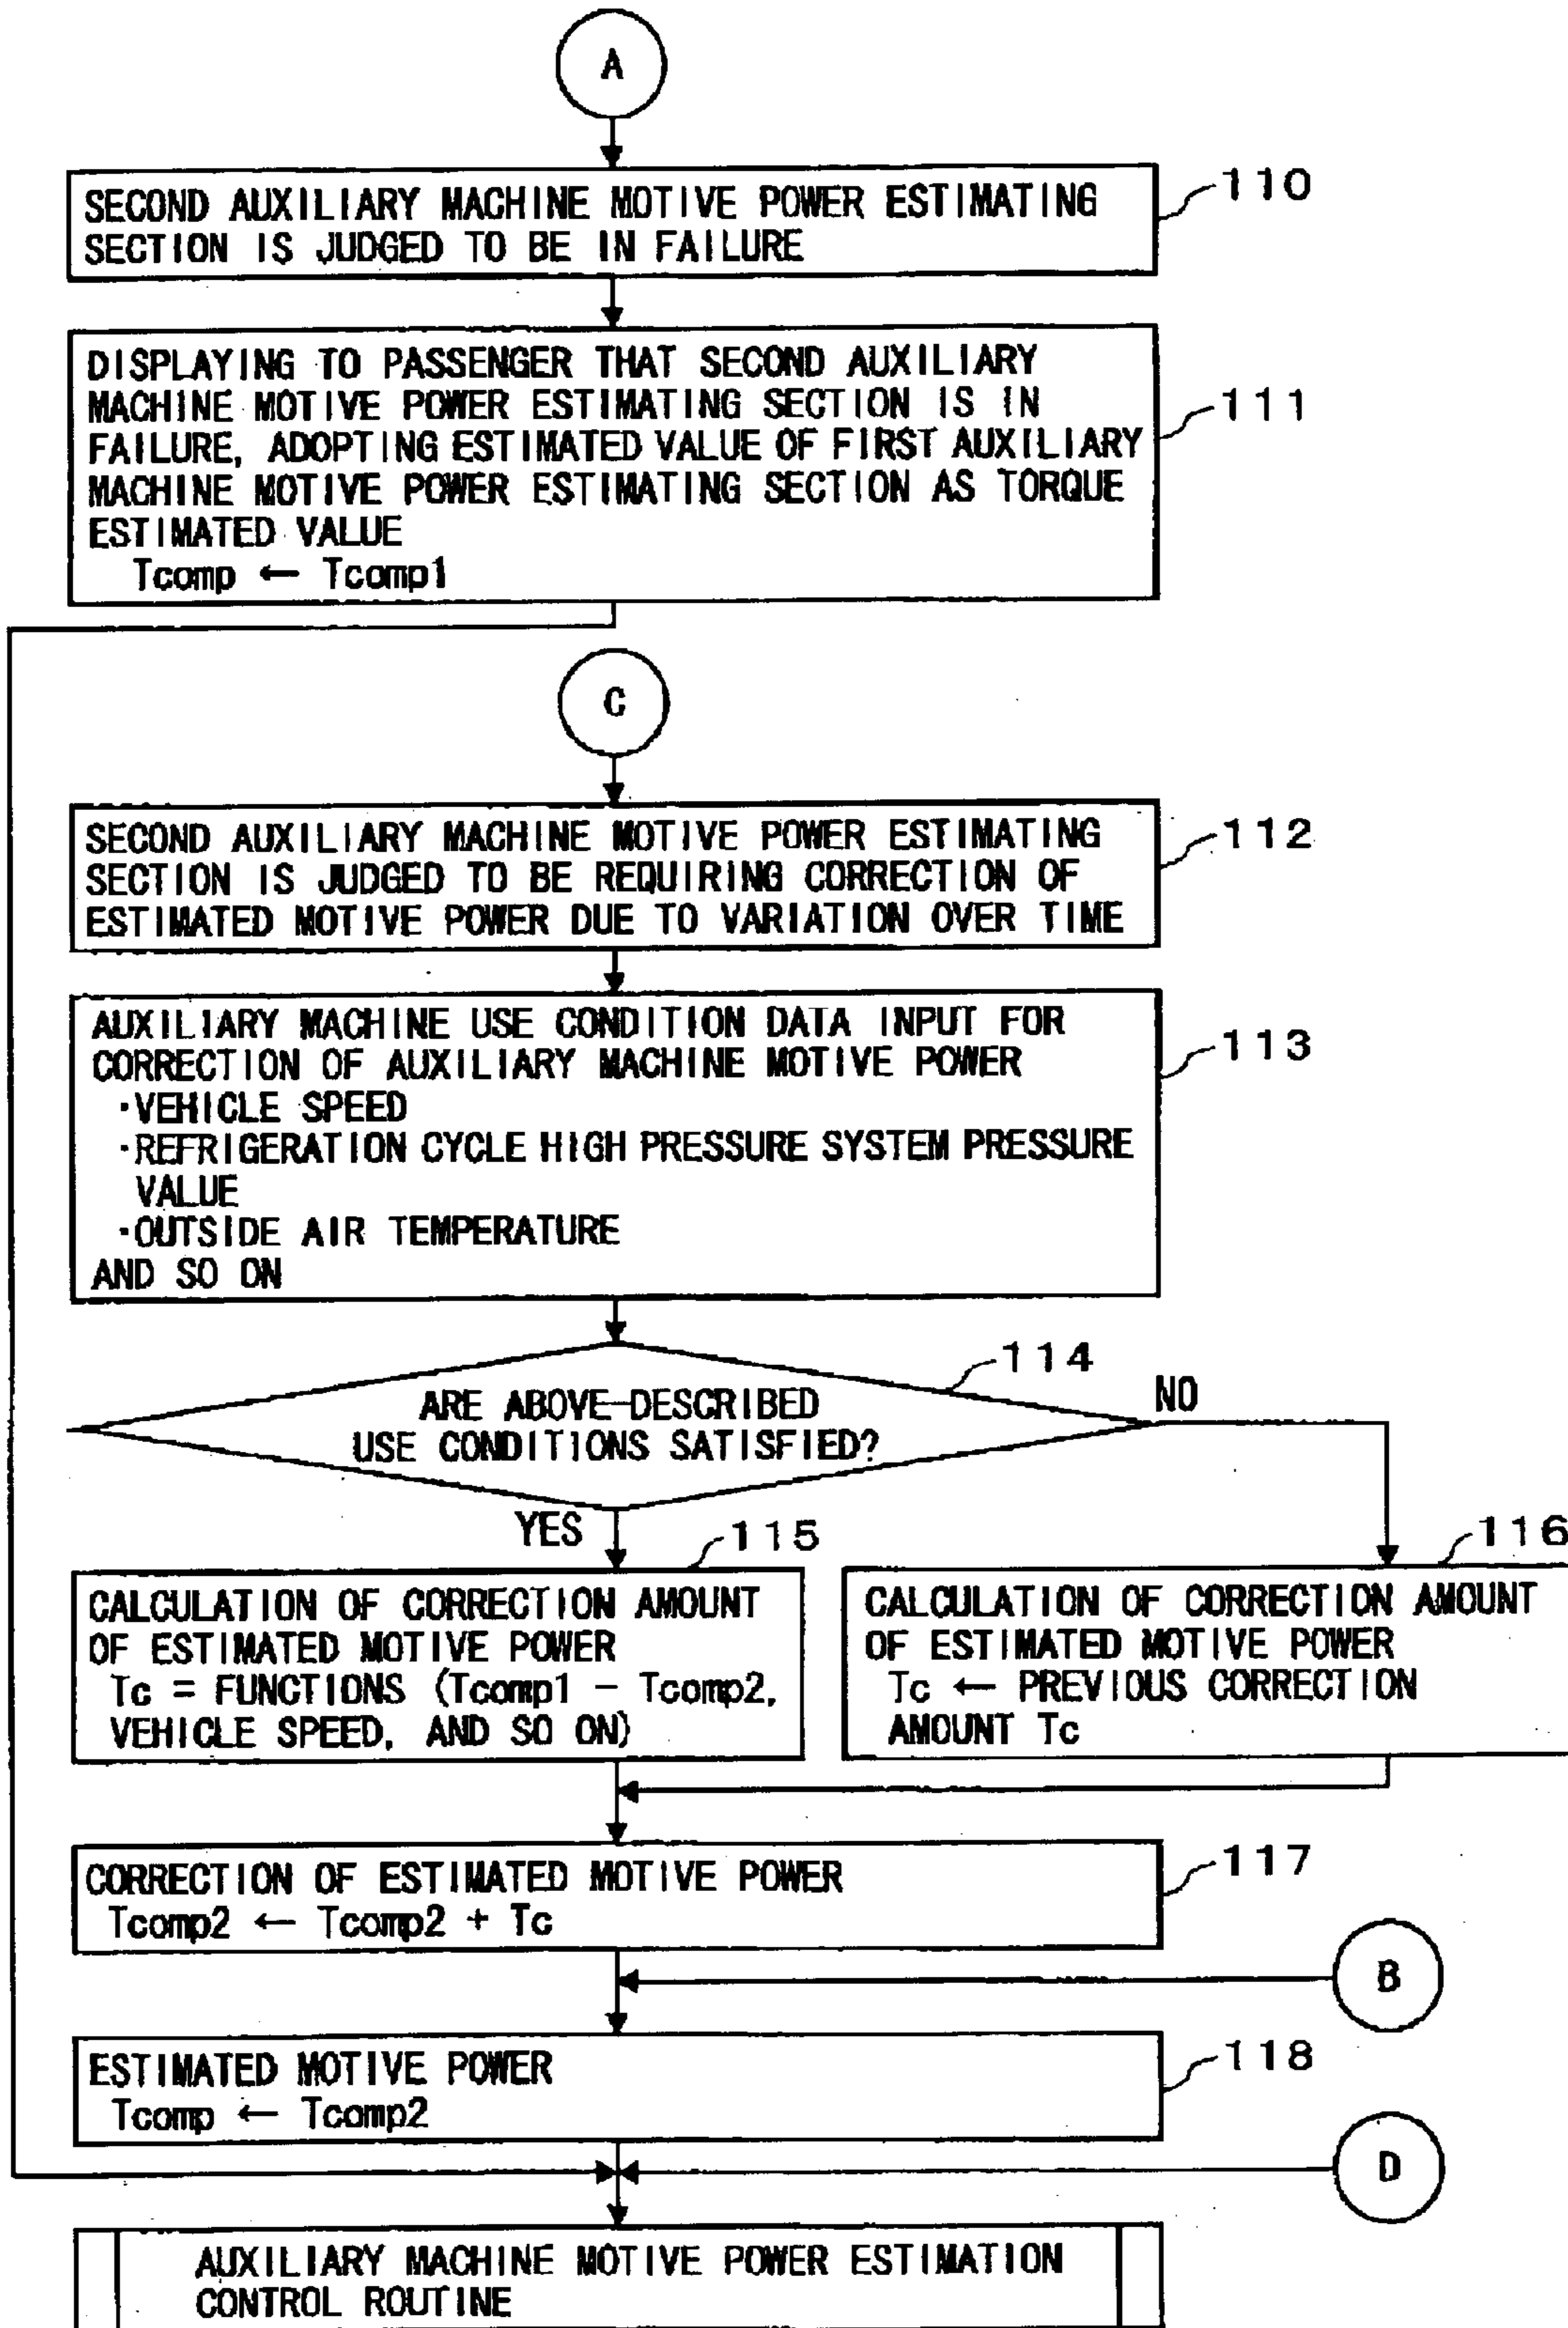 A
SECOND AUXILIARY MACHINE MOTIVE POWER ESTIMATING
SECTION IS JUDGED TO BE IN FAILURE
110
DISPLAYING TO PASSENGER THAT SECOND AUXILIARY
MACHINE MOTIVE POWER ESTIMATING SECTION IS IN
FAILURE, ADOPTING ESTIMATED VALUE OF FIRST AUXILIARY
MACHINE MOTIVE POWER ESTIMATING SECTION AS TORQUE
ESTIMATED VALUE
Tcomp ← Tcomp1
111
C
SECOND AUXILIARY MACHINE MOTIVE POWER ESTIMATING
SECTION IS JUDGED TO BE REQUIRING CORRECTION OF
ESTIMATED MOTIVE POWER DUE TO VARIATION OVER TIME
112
AUXILIARY MACHINE USE CONDITION DATA INPUT FOR
CORRECTION OF AUXILIARY MACHINE MOTIVE POWER
·VEHICLE SPEED
·REFRIGERATION CYCLE HIGH PRESSURE SYSTEM PRESSURE
VALUE
·OUTSIDE AIR TEMPERATURE
AND SO ON
113
114
ARE ABOVE-DESCRIBED
USE CONDITIONS SATISFIED?
NO
YES
115
CALCULATION OF CORRECTION AMOUNT
OF ESTIMATED MOTIVE POWER
Tc = FUNCTIONS (Tcomp1 - Tcomp2,
VEHICLE SPEED, AND SO ON)
116
CALCULATION OF CORRECTION AMOUNT
OF ESTIMATED MOTIVE POWER
Tc ← PREVIOUS CORRECTION
AMOUNT Tc
CORRECTION OF ESTIMATED MOTIVE POWER
Tcomp2 ← Tcomp2 + Tc
117
B
ESTIMATED MOTIVE POWER
Tcomp ← Tcomp2
118
D
AUXILIARY MACHINE MOTIVE POWER ESTIMATION
CONTROL ROUTINE